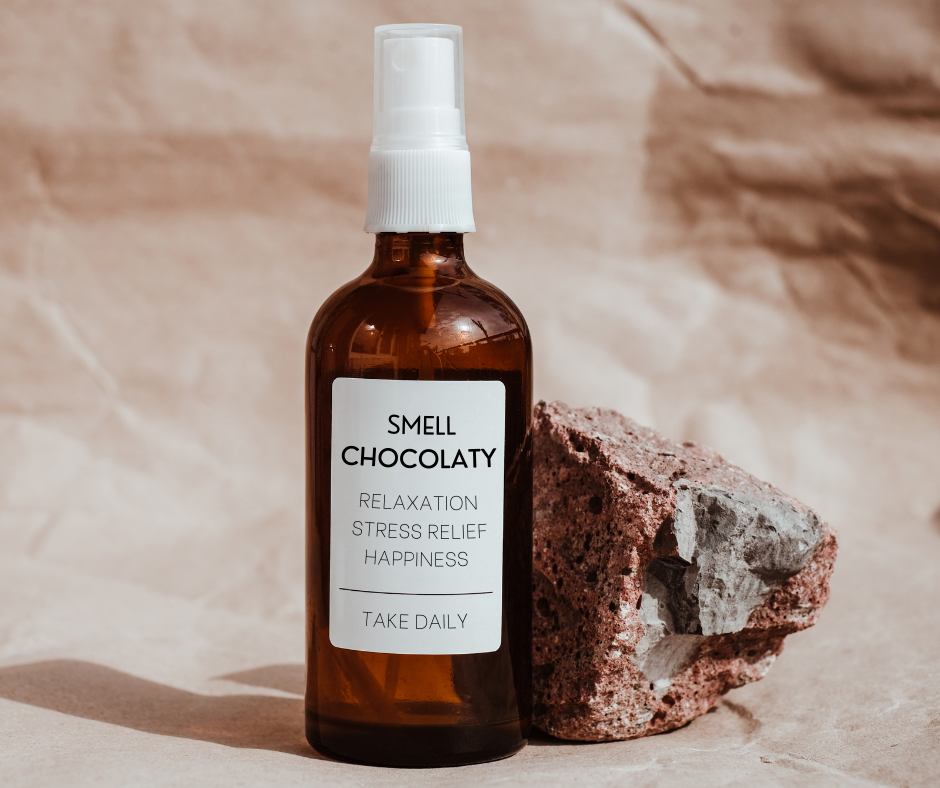 SMELL
CHOCOLATY
RELAXATION
STRESS RELIEF
HAPPINESS
TAKE DAILY